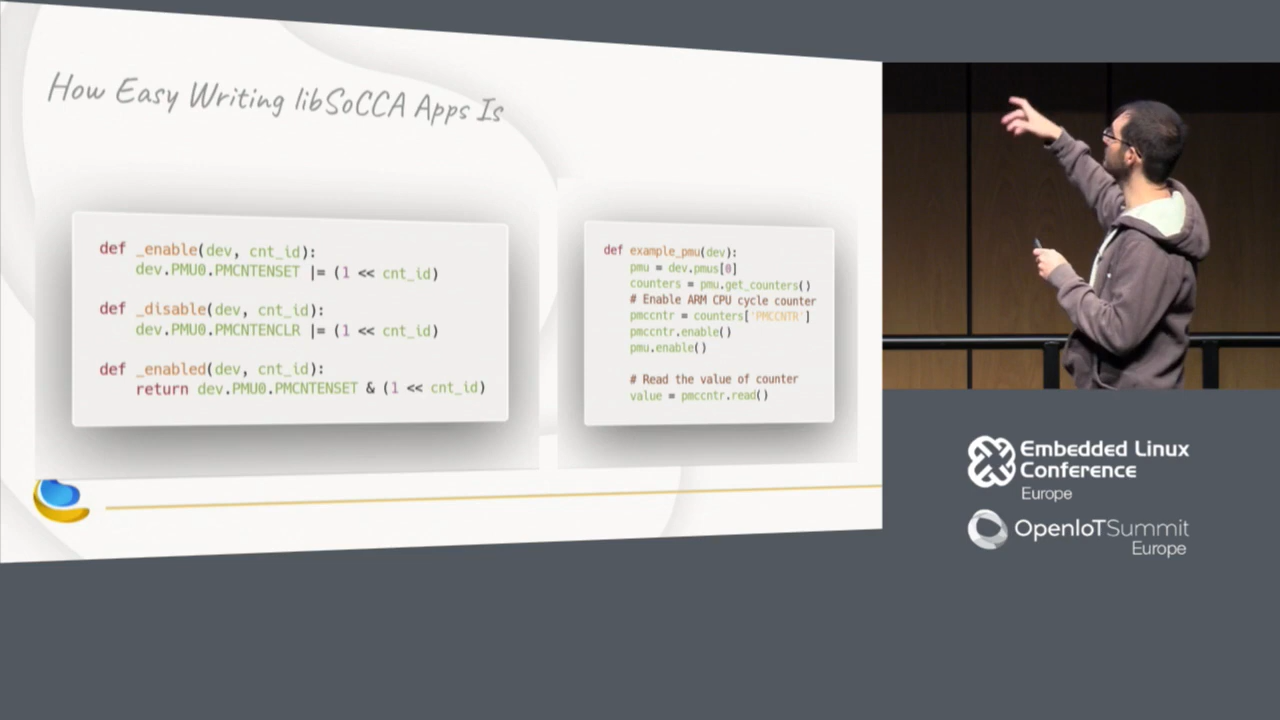 How Easy Writing libSoCCA Apps Is
def _enable(dev, cnt_id):
    dev.PMU0.PMCNTENSET |= (1 << cnt_id)
def _disable(dev, cnt_id):
    dev.PMU0.PMCNTENCLR |= (1 << cnt_id)
def _enabled(dev, cnt_id):
    return dev.PMU0.PMCNTENSET & (1 << cnt_id)
def example_pmu(dev):
    pmu = dev.pmus[0]
    counters = pmu.get_counters()
    # Enable ARM CPU cycle counter
    pmccntr = counters['PMCCNTR']
    pmccntr.enable()
    pmu.enable()
    # Read the value of counter
    value = pmccntr.read()
Embedded Linux
Conference
Europe
OpenIoTSummit
Europe